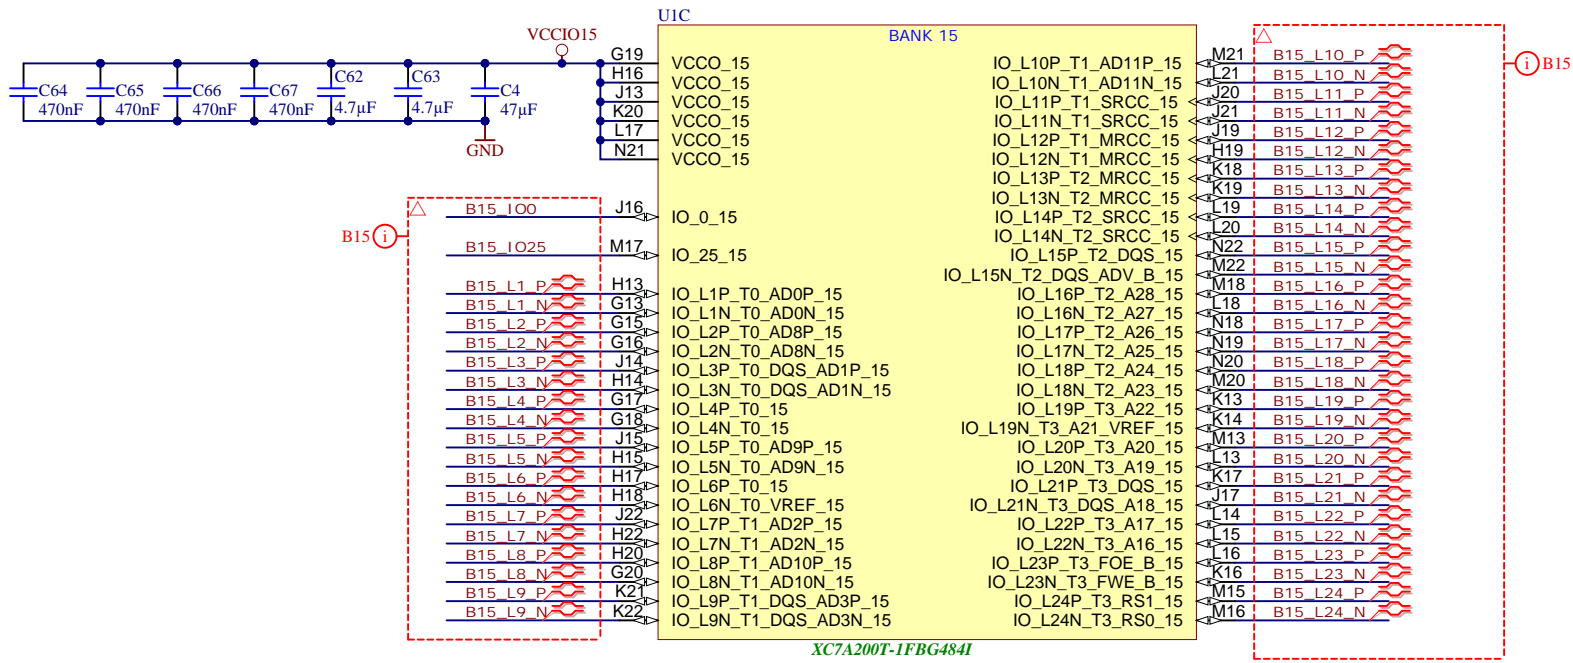 U1C
BANK 15
VCCIO15
C64
470nF
C65
470nF
C66
470nF
C67
470nF
C62
4.7µF
C63
4.7µF
C4
47µF
GND
G19 VCCO_15
H16 VCCO_15
J13 VCCO_15
K20 VCCO_15
L17 VCCO_15
N21 VCCO_15
B15 i
B15_IO0 J16 IO_0_15
B15_IO25 M17 IO_25_15
B15_L1_P H13 IO_L1P_T0_AD0P_15
B15_L1_N G13 IO_L1N_T0_AD0N_15
B15_L2_P G15 IO_L2P_T0_AD8P_15
B15_L2_N G16 IO_L2N_T0_AD8N_15
B15_L3_P J14 IO_L3P_T0_DQS_AD1P_15
B15_L3_N H14 IO_L3N_T0_DQS_AD1N_15
B15_L4_P G17 IO_L4P_T0_15
B15_L4_N G18 IO_L4N_T0_15
B15_L5_P J15 IO_L5P_T0_AD9P_15
B15_L5_N H15 IO_L5N_T0_AD9N_15
B15_L6_P H17 IO_L6P_T0_15
B15_L6_N H18 IO_L6N_T0_VREF_15
B15_L7_P J22 IO_L7P_T1_AD2P_15
B15_L7_N H22 IO_L7N_T1_AD2N_15
B15_L8_P H20 IO_L8P_T1_AD10P_15
B15_L8_N G20 IO_L8N_T1_AD10N_15
B15_L9_P K21 IO_L9P_T1_DQS_AD3P_15
B15_L9_N K22 IO_L9N_T1_DQS_AD3N_15
IO_L10P_T1_AD11P_15 M21 B15_L10_P
IO_L10N_T1_AD11N_15 L21 B15_L10_N
IO_L11P_T1_SRCC_15 J20 B15_L11_P
IO_L11N_T1_SRCC_15 J21 B15_L11_N
IO_L12P_T1_MRCC_15 J19 B15_L12_P
IO_L12N_T1_MRCC_15 H19 B15_L12_N
IO_L13P_T2_MRCC_15 K18 B15_L13_P
IO_L13N_T2_MRCC_15 K19 B15_L13_N
IO_L14P_T2_SRCC_15 L19 B15_L14_P
IO_L14N_T2_SRCC_15 L20 B15_L14_N
IO_L15P_T2_DQS_15 N22 B15_L15_P
IO_L15N_T2_DQS_ADV_B_15 M22 B15_L15_N
IO_L16P_T2_A28_15 M18 B15_L16_P
IO_L16N_T2_A27_15 L18 B15_L16_N
IO_L17P_T2_A26_15 N18 B15_L17_P
IO_L17N_T2_A25_15 N19 B15_L17_N
IO_L18P_T2_A24_15 N20 B15_L18_P
IO_L18N_T2_A23_15 M20 B15_L18_N
IO_L19P_T3_A22_15 K13 B15_L19_P
IO_L19N_T3_A21_VREF_15 K14 B15_L19_N
IO_L20P_T3_A20_15 M13 B15_L20_P
IO_L20N_T3_A19_15 L13 B15_L20_N
IO_L21P_T3_DQS_15 K17 B15_L21_P
IO_L21N_T3_DQS_A18_15 J17 B15_L21_N
IO_L22P_T3_A17_15 L14 B15_L22_P
IO_L22N_T3_A16_15 L15 B15_L22_N
IO_L23P_T3_FOE_B_15 L16 B15_L23_P
IO_L23N_T3_FWE_B_15 K16 B15_L23_N
IO_L24P_T3_RS1_15 M15 B15_L24_P
IO_L24N_T3_RS0_15 M16 B15_L24_N
i B15
XC7A200T-1FBG484I